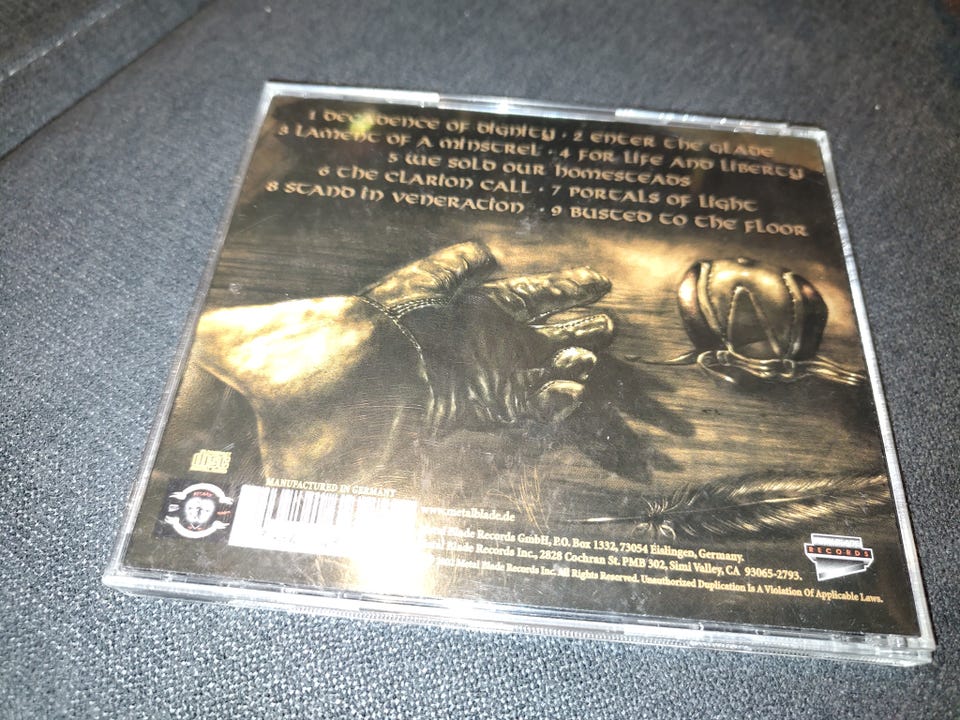 1 Decadence of Dignity · 2 Enter the Glade
3 Lament of a Minstrel · 4 For Life and Liberty
5 We Sold Our Homesteads
6 The Clarion Call · 7 Portals of Light
8 Stand in Veneration · 9 Busted to the Floor
MANUFACTURED IN GERMANY
www.metalblade.de
Blade Records GmbH, P.O. Box 1332, 73054 Eislingen, Germany.
Blade Records Inc., 2828 Cochran St. PMB 302, Simi Valley, CA 93065-2793.
Metal Blade Records Inc. All Rights Reserved. Unauthorized Duplication Is A Violation Of Applicable Laws.
RECORDS